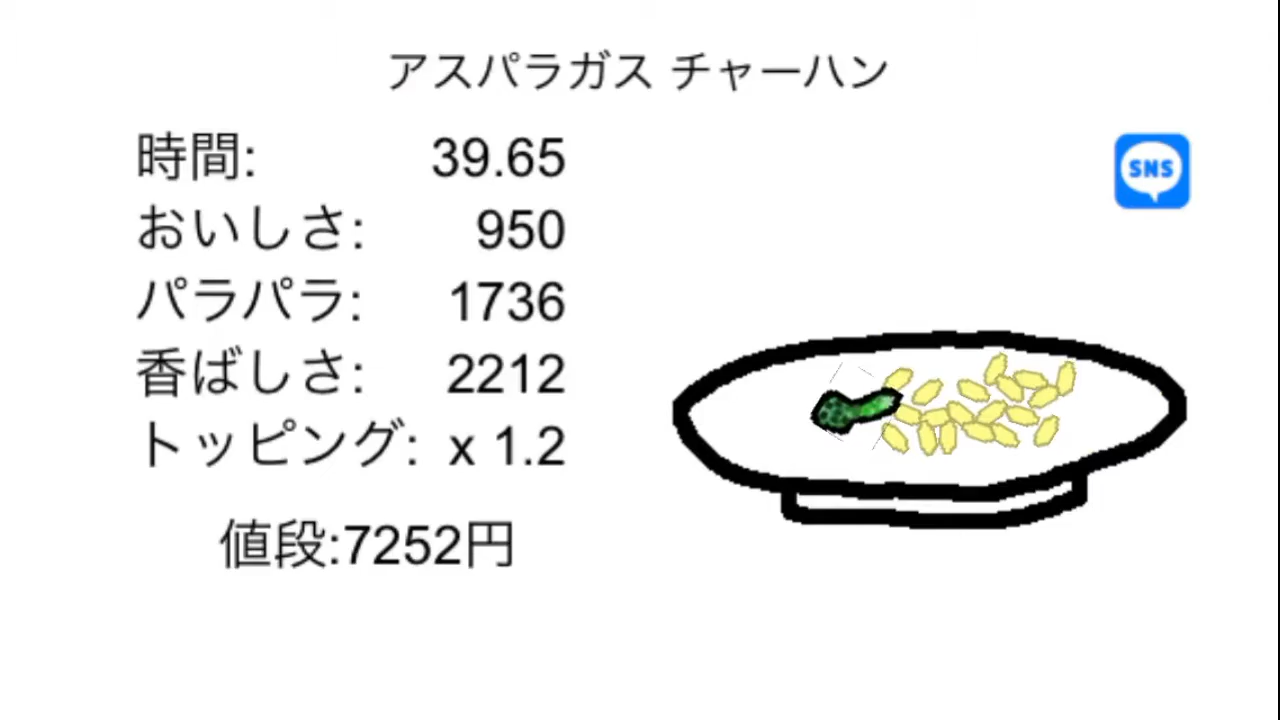 アスパラガス チャーハン
時間: 39.65
SNS
おいしさ: 950
パラパラ: 1736
香ばしさ: 2212
トッピング: x 1.2
値段:7252円